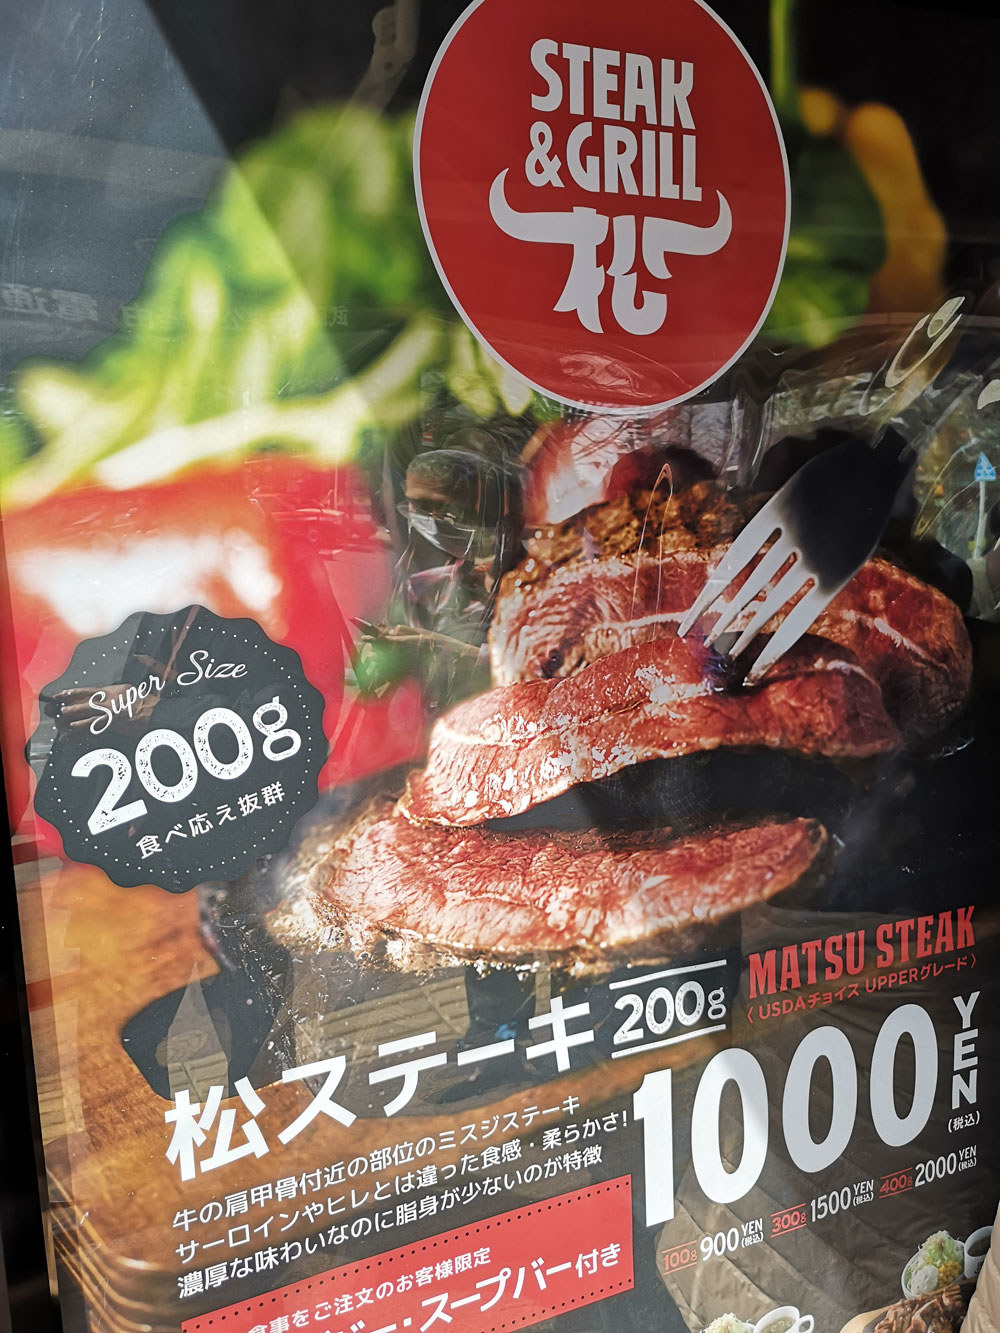 STEAK
&GRILL
松
Super Size
200g
食べ応え抜群
MATSU STEAK
〈USDAチョイス UPPERグレード〉
松ステーキ 200g
1000 YEN
(税込)
牛の肩甲骨付近の部位のミスジステーキ
サーロインやヒレとは違った食感・柔らかさ!
濃厚な味わいなのに脂身が少ないのが特徴
100g 900 YEN (税込) 300g 1500 YEN (税込) 400g 2000 YEN (税込)
食事をご注文のお客様限定
バー・スープバー付き